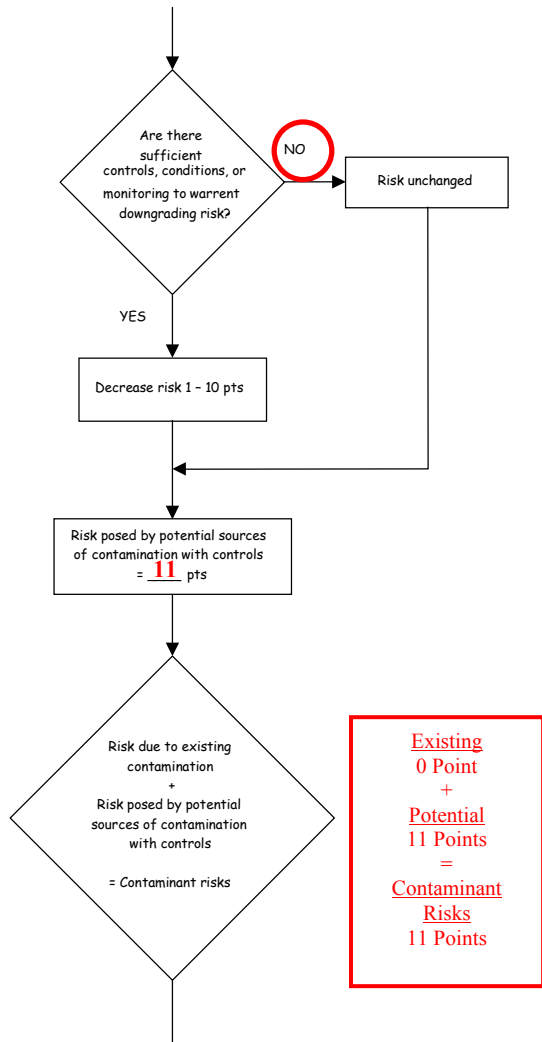 Are there
sufficient
controls, conditions, or
monitoring to warrent
downgrading risk?
NO
Risk unchanged
YES
Decrease risk 1 – 10 pts
Risk posed by potential sources
of contamination with controls
= 11 pts
Risk due to existing
contamination
+
Risk posed by potential
sources of contamination
with controls
= Contaminant risks
Existing
0 Point
+
Potential
11 Points
=
Contaminant
Risks
11 Points